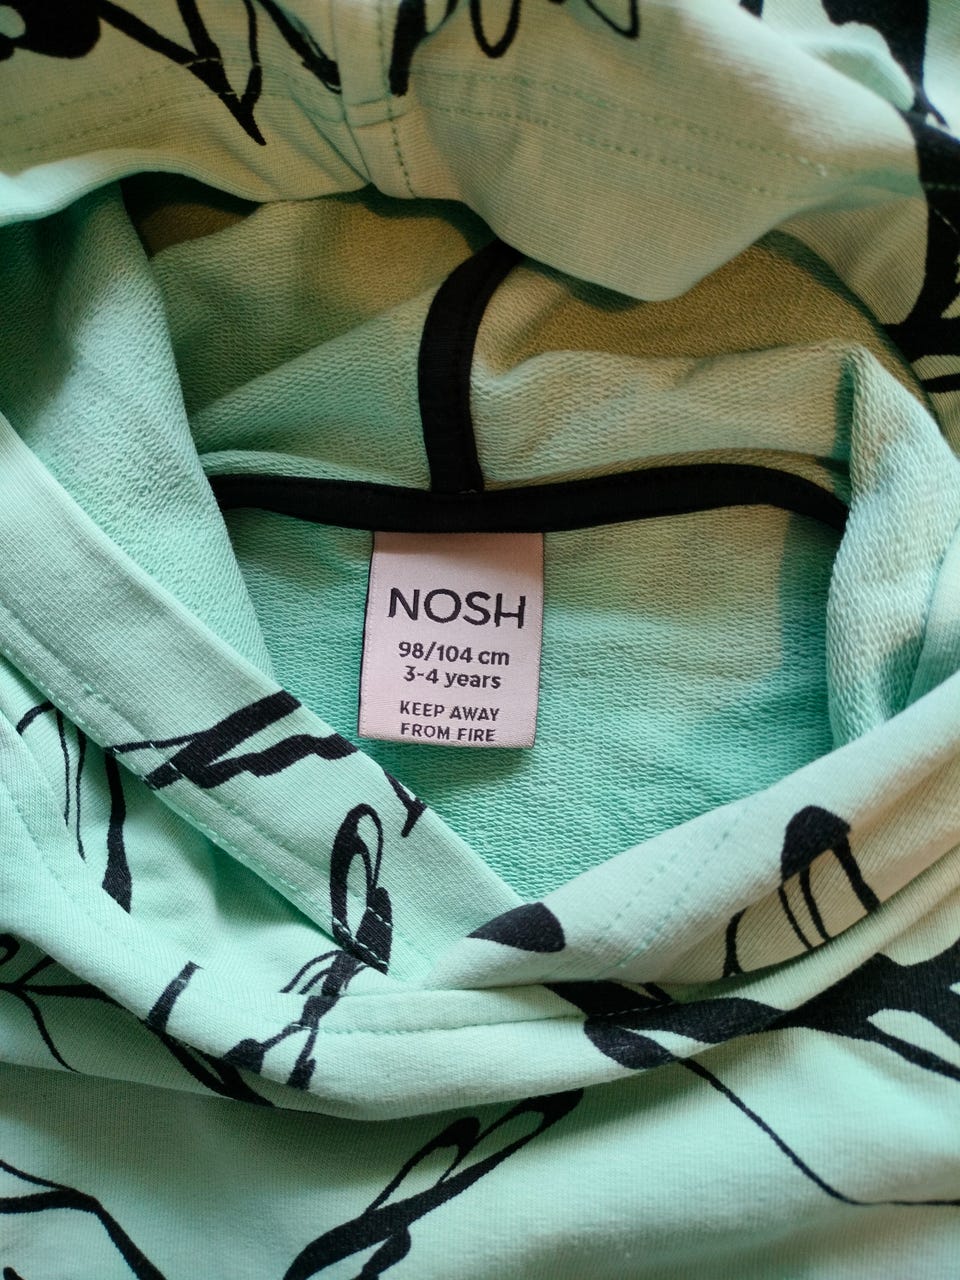 NOSH
98/104 cm
3-4 years
KEEP AWAY
FROM FIRE